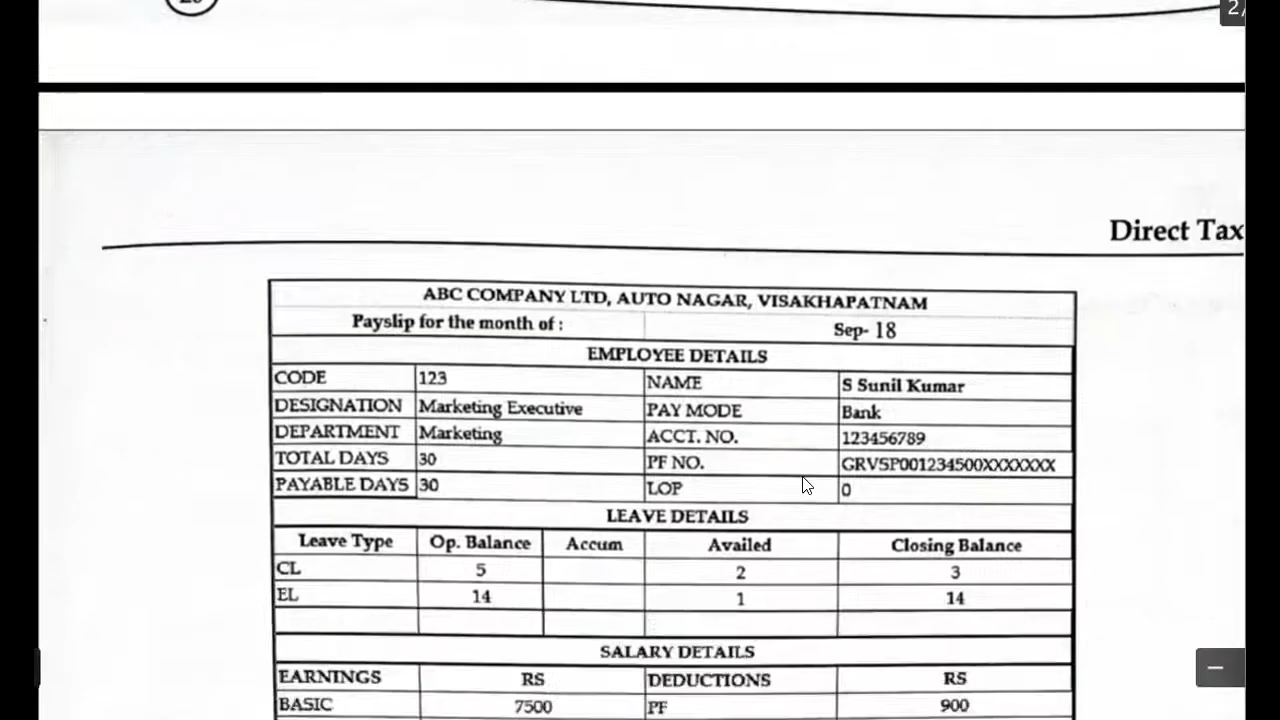 2/
Direct Tax
ABC COMPANY LTD, AUTO NAGAR, VISAKHAPATNAM
Payslip for the month of : Sep- 18
EMPLOYEE DETAILS
CODE 123 NAME S Sunil Kumar
DESIGNATION Marketing Executive PAY MODE Bank
DEPARTMENT Marketing ACCT. NO. 123456789
TOTAL DAYS 30 PF NO. GRVSP001234500XXXXXXX
PAYABLE DAYS 30 LOP 0
LEAVE DETAILS
Leave Type Op. Balance Accum Availed Closing Balance
CL 5 2 3
EL 14 1 14
SALARY DETAILS
EARNINGS RS DEDUCTIONS RS
BASIC 7500 PF 900